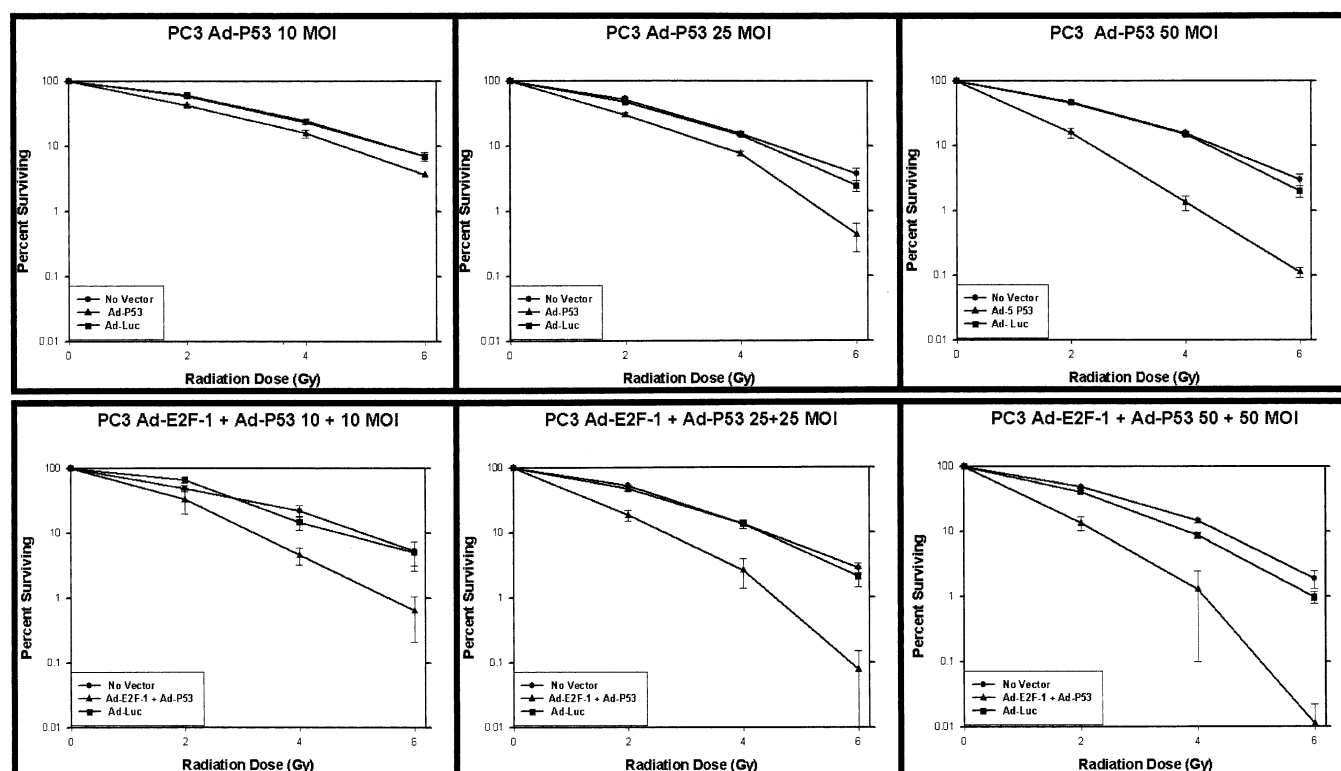 PC3 Ad-P53 10 MOI
Percent Surviving
100
10
1
0.1
0.01
No Vector
Ad-P53
Ad-Luc
0 2 4 6
Radiation Dose (Gy)
PC3 Ad-P53 25 MOI
Percent Surviving
100
10
1
0.1
0.01
No Vector
Ad-P53
Ad-Luc
0 2 4 6
Radiation Dose (Gy)
PC3 Ad-P53 50 MOI
Percent Surviving
100
10
1
0.1
0.01
No Vector
Ad-5 P53
Ad- Luc
0 2 4 6
Radiation Dose (Gy)
PC3 Ad-E2F-1 + Ad-P53 10 + 10 MOI
Percent Surviving
100
10
1
0.1
0.01
No Vector
Ad-E2F-1 + Ad-P53
Ad-Luc
0 2 4 6
Radiation Dose (Gy)
PC3 Ad-E2F-1 + Ad-P53 25+25 MOI
Percent Surviving
100
10
1
0.1
0.01
No Vector
Ad-E2F-1 + Ad-P53
Ad-Luc
0 2 4 6
Radiation Dose (Gy)
PC3 Ad-E2F-1 + Ad-P53 50 + 50 MOI
Percent Surviving
100
10
1
0.1
0.01
No Vector
Ad-E2F-1 + Ad-P53
Ad-Luc
0 2 4 6
Radiation Dose (Gy)